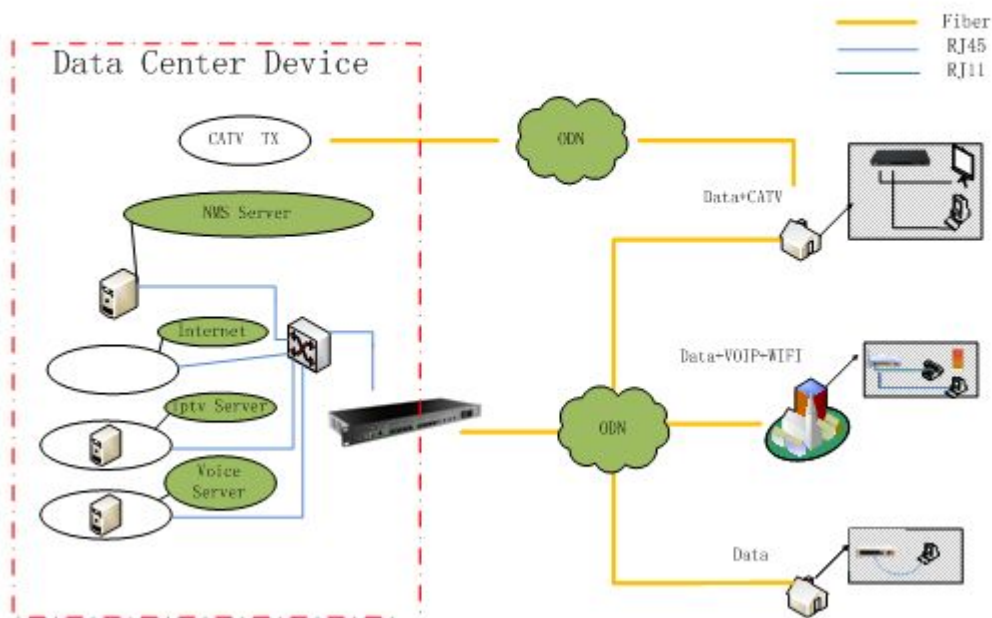 Fiber
RJ45
RJ11
Data Center Device
CATV TX
ODN
Data+CATV
NMS Server
Internet
Data+VOIP+WIFI
iptv Server
ODN
Voice
Server
Data